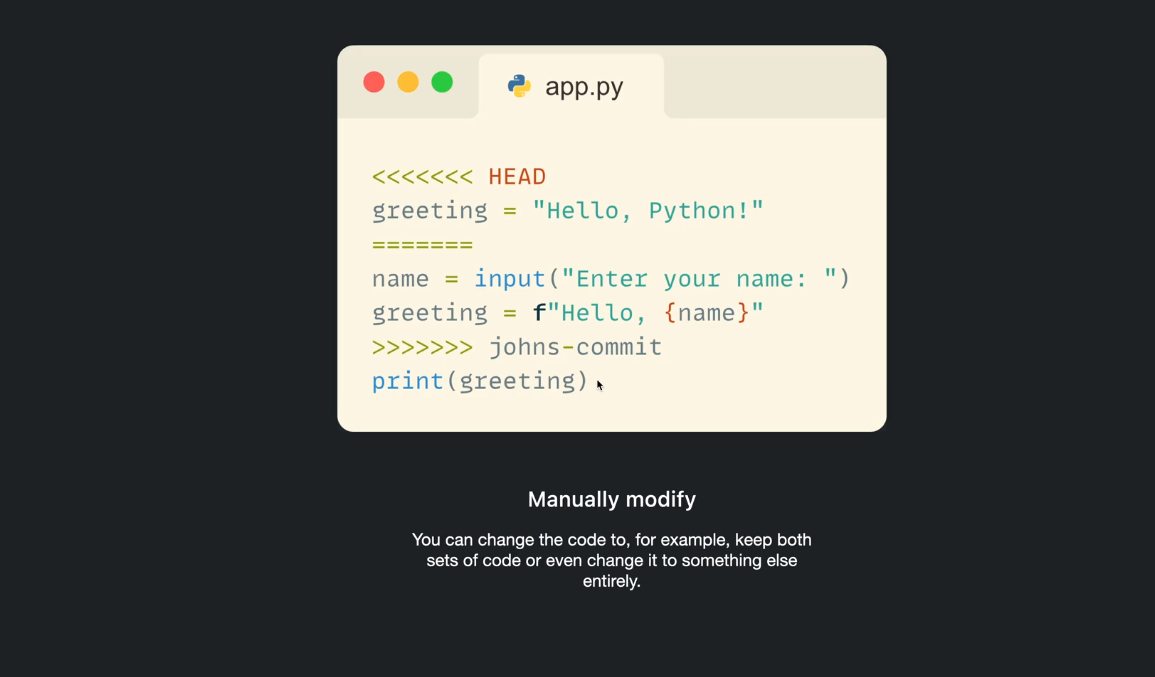 app.py
<<<<<<< HEAD
greeting = "Hello, Python!"
=======
name = input("Enter your name: ")
greeting = f"Hello, {name}"
>>>>>>> johns-commit
print(greeting)
Manually modify
You can change the code to, for example, keep both
sets of code or even change it to something else
entirely.